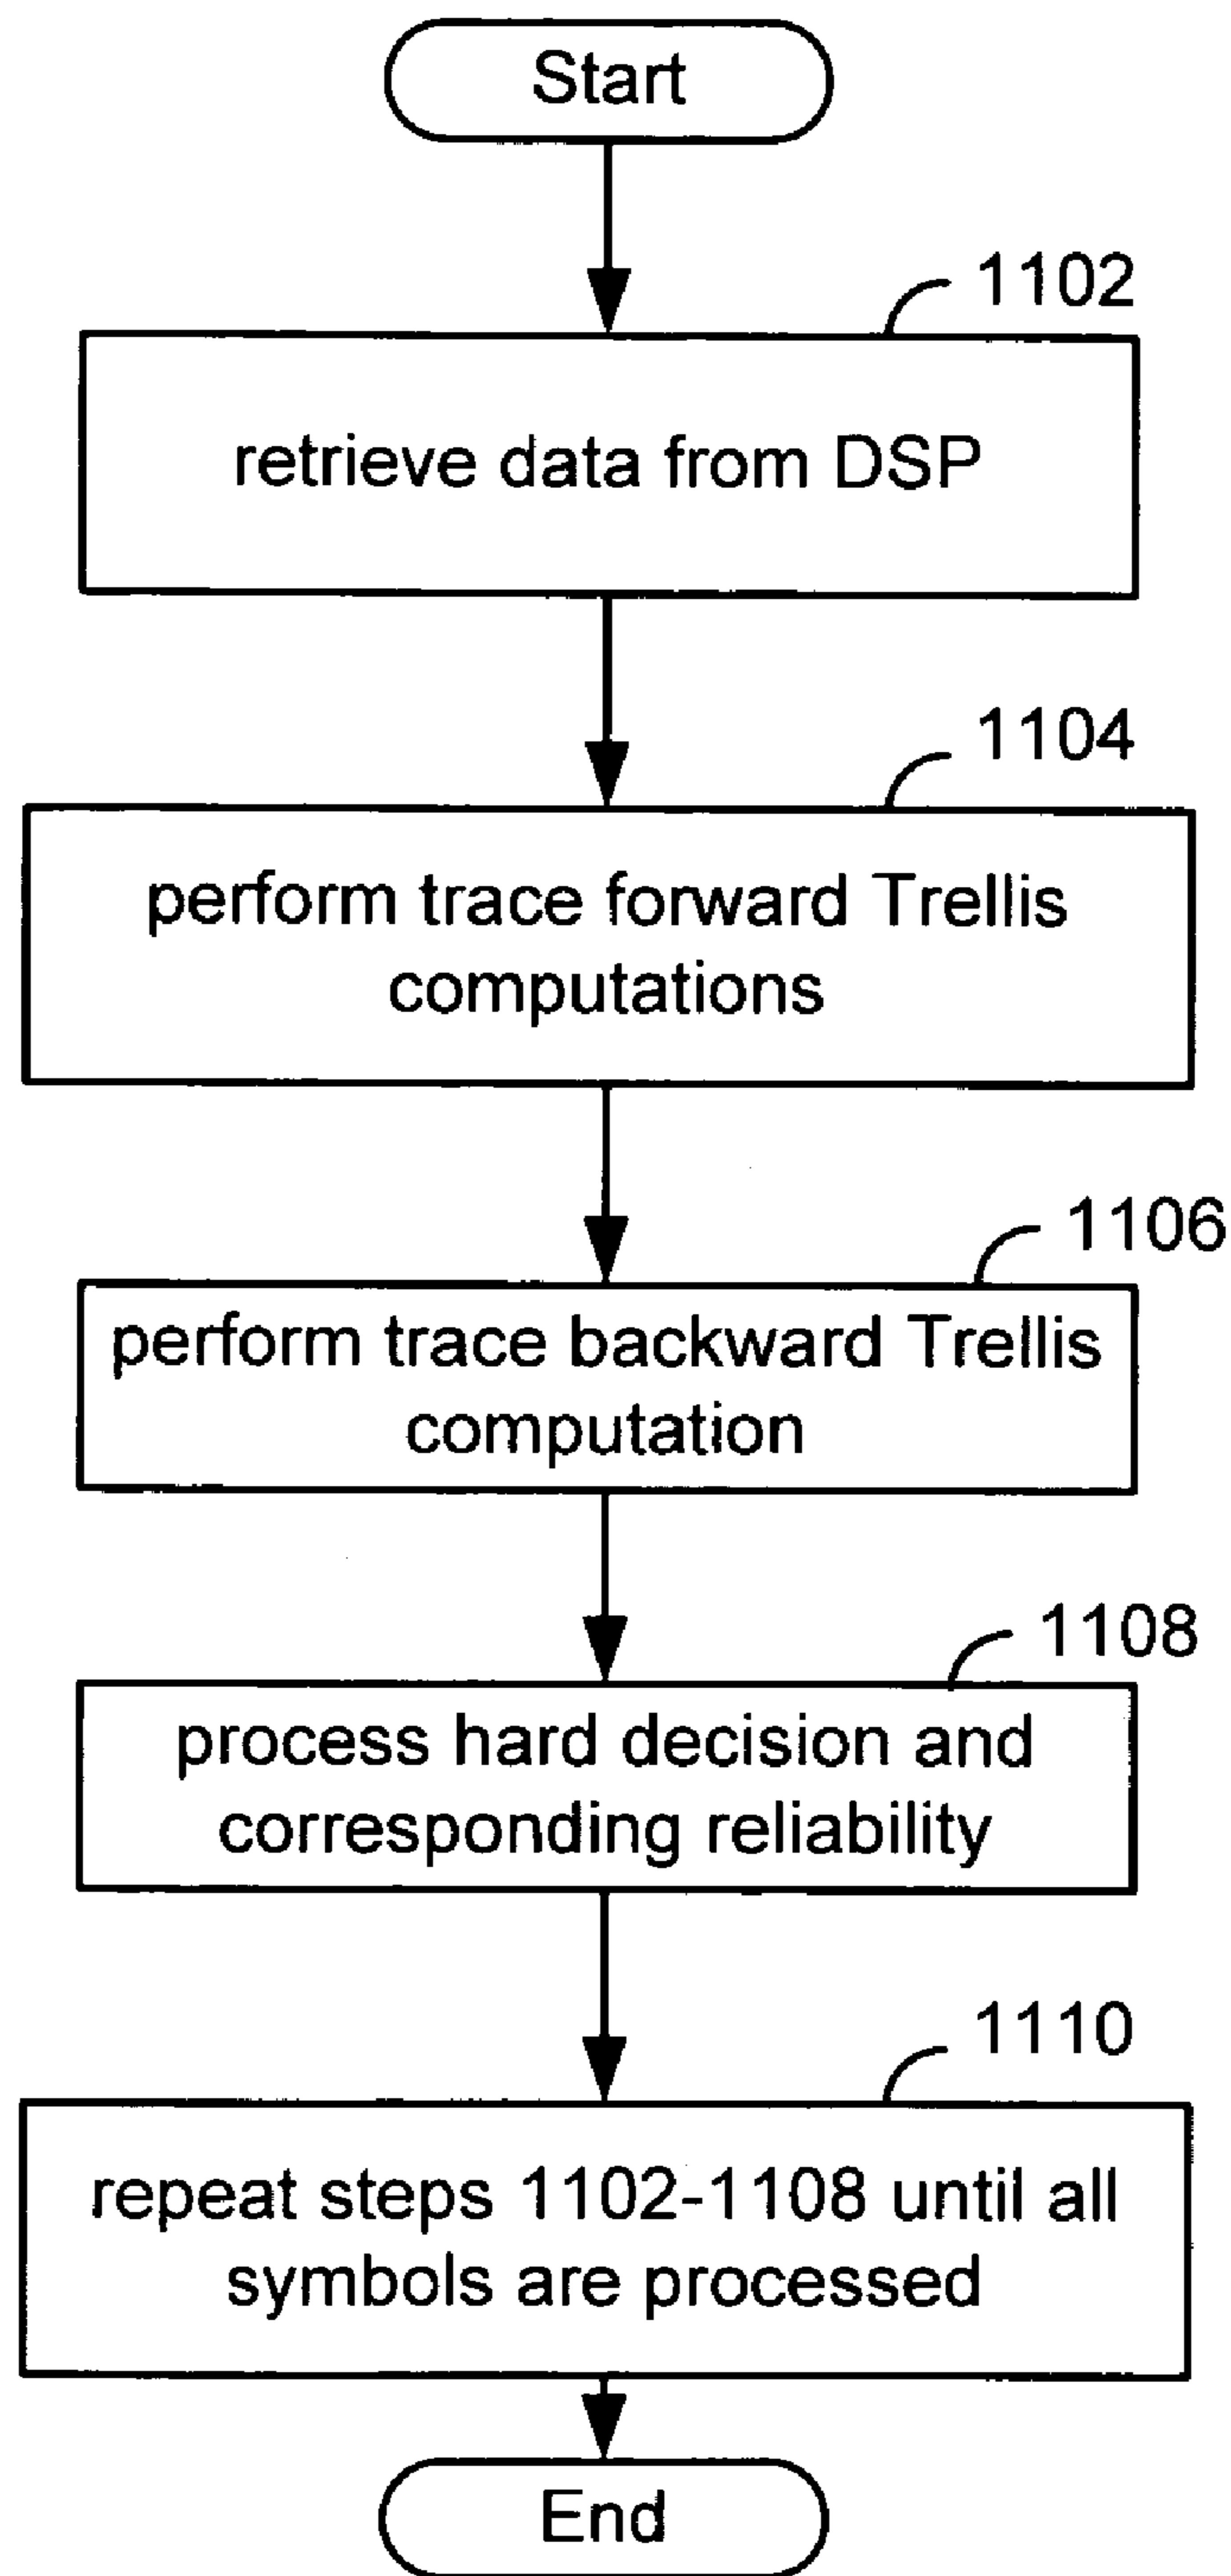 Start
1102
retrieve data from DSP
1104
perform trace forward Trellis
computations
1106
perform trace backward Trellis
computation
1108
process hard decision and
corresponding reliability
1110
repeat steps 1102-1108 until all
symbols are processed
End